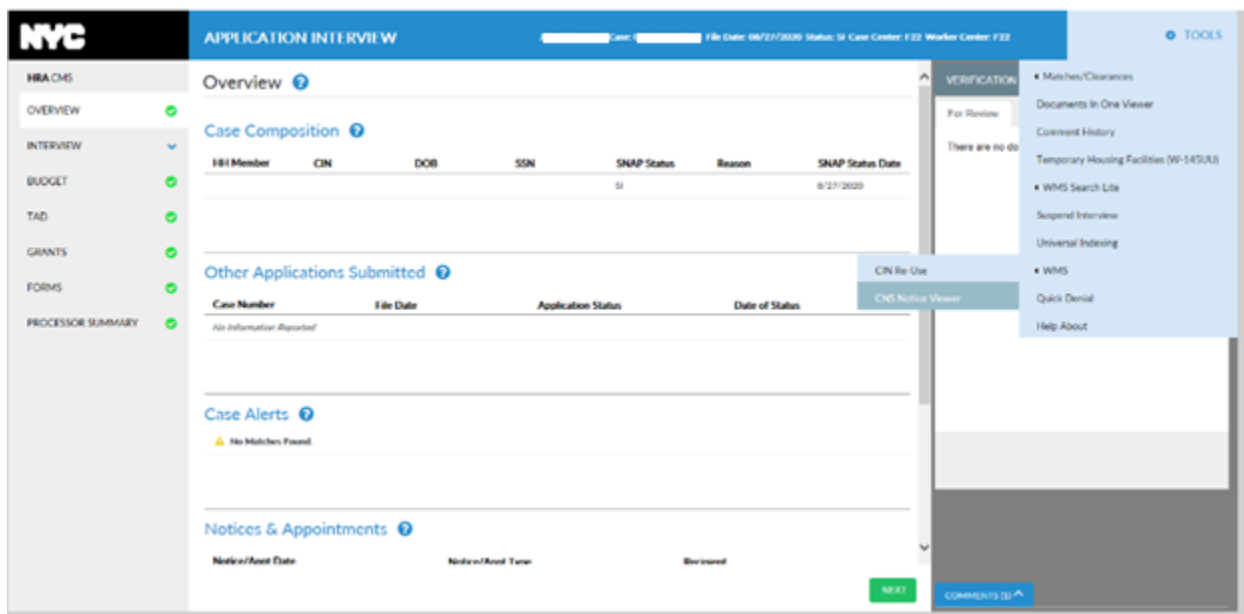 NYC
APPLICATION INTERVIEW
Case:
File Date: 08/27/2020 Status: SI Case Center: F22 Worker Center: F22
TOOLS
HRA CMS
OVERVIEW
INTERVIEW
BUDGET
TAD
GRANTS
FORMS
PROCESSOR SUMMARY
Overview
Case Composition
HH Member CIN DOB SSN SNAP Status Reason SNAP Status Date
SI 8/27/2020
Other Applications Submitted
Case Number File Date Application Status Date of Status
No Information Reported
Case Alerts
No Matches Found.
Notices & Appointments
Notice/Appt Date Notice/Appt Type Recipient
NEXT
VERIFICATION
For Review
There are no do
COMMENTS (1)
Matches/Clearances
Documents In One Viewer
Comment History
Temporary Housing Facilities (W-145UU)
WMS Search Lite
Suspend Interview
Universal Indexing
WMS
Quick Denial
Help About
CIN Re-Use
CNS Notice Viewer